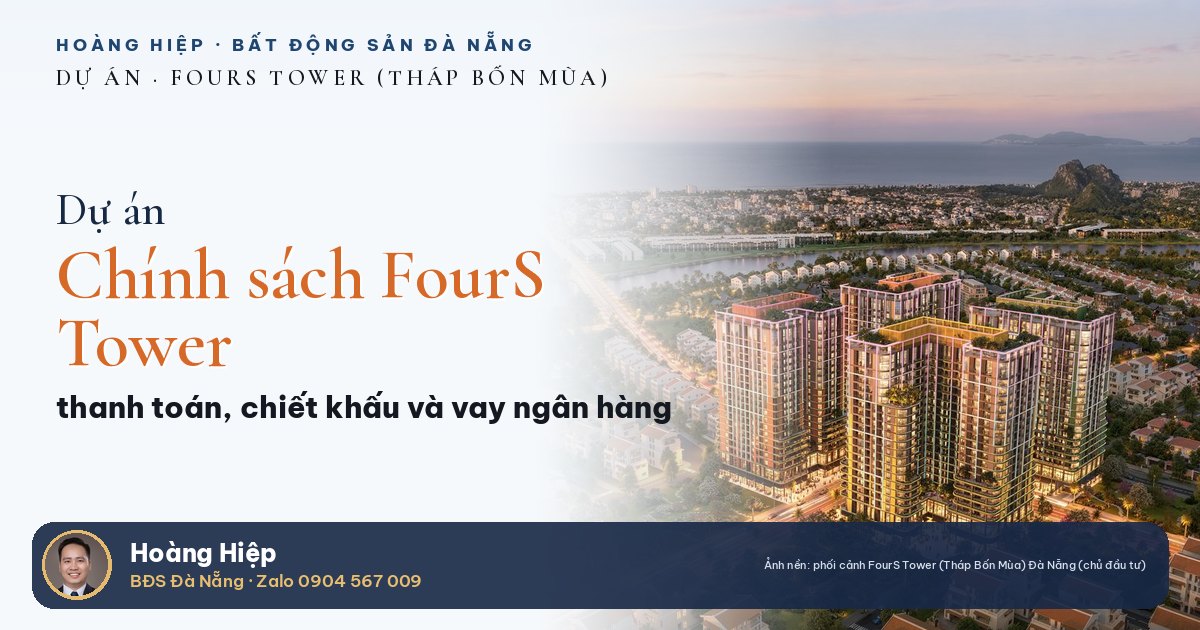 HOÀNG HIỆP · BẤT ĐỘNG SẢN ĐÀ NẴNG
DỰ ÁN · FOURS TOWER (THÁP BỐN MÙA)
Dự án
Chính sách FourS
Tower
thanh toán, chiết khấu và vay ngân hàng
Hoàng Hiệp
BĐS Đà Nẵng · Zalo 0904 567 009
Ảnh nền: phối cảnh FourS Tower (Tháp Bốn Mùa) Đà Nẵng (chủ đầu tư)